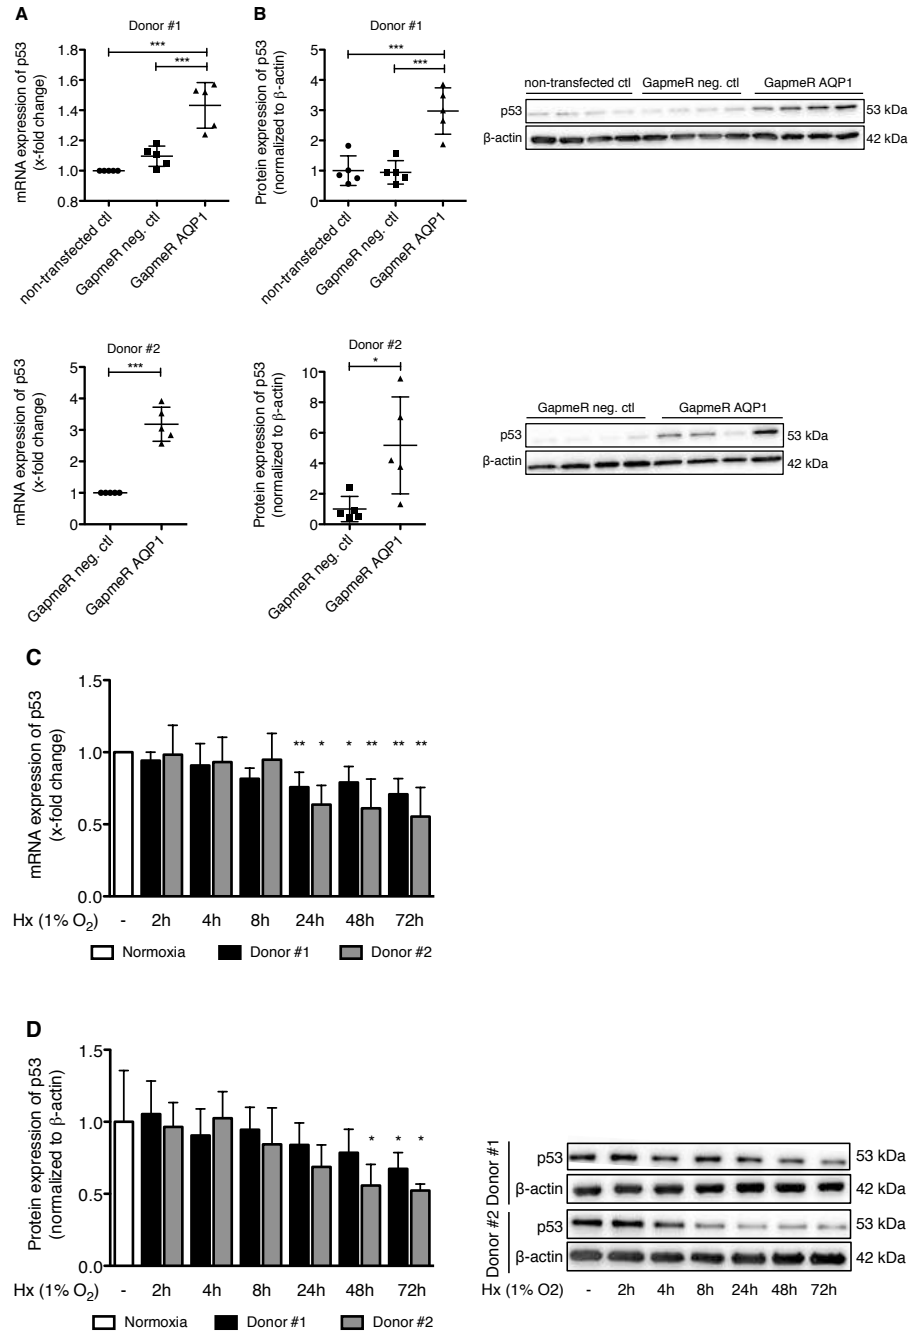 A
Donor #1
mRNA expression of p53
(x-fold change)
1.8
1.6
1.4
1.2
1.0
0.8
***
***
non-transfected ctl
GapmeR neg. ctl
GapmeR AQP1
B
Donor #1
Protein expression of p53
(normalized to β-actin)
5
4
3
2
1
0
***
***
non-transfected ctl
GapmeR neg. ctl
GapmeR AQP1
non-transfected ctl GapmeR neg. ctl GapmeR AQP1
p53 53 kDa
β-actin 42 kDa
Donor #2
mRNA expression of p53
(x-fold change)
5
4
3
2
1
0
***
GapmeR neg. ctl
GapmeR AQP1
Donor #2
Protein expression of p53
(normalized to β-actin)
10
8
6
4
2
0
*
GapmeR neg. ctl
GapmeR AQP1
GapmeR neg. ctl GapmeR AQP1
p53 53 kDa
β-actin 42 kDa
C
mRNA expression of p53
(x-fold change)
1.5
1.0
0.5
0.0
** * * ** ** **
Hx (1% O2) - 2h 4h 8h 24h 48h 72h
Normoxia Donor #1 Donor #2
D
Protein expression of p53
(normalized to β-actin)
1.5
1.0
0.5
0.0
* * *
Hx (1% O2) - 2h 4h 8h 24h 48h 72h
Normoxia Donor #1 Donor #2
Donor #1
p53 53 kDa
β-actin 42 kDa
Donor #2
p53 53 kDa
β-actin 42 kDa
Hx (1% O2) - 2h 4h 8h 24h 48h 72h